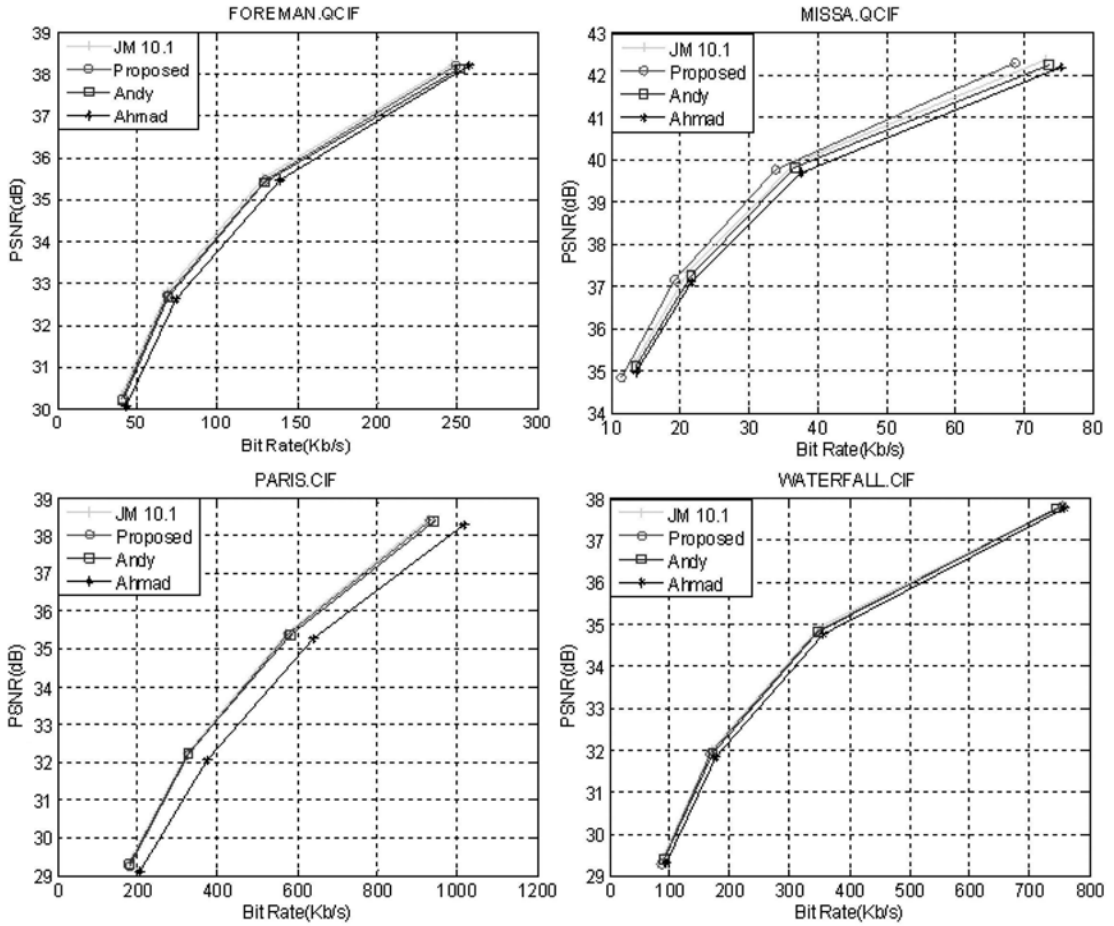 FOREMAN.QCIF
39
38
37
36
35
34
33
32
31
30
PSNR(dB)
JM 10.1
Proposed
Andy
Ahmad
0 50 100 150 200 250 300
Bit Rate(Kb/s)
MISSA.QCIF
43
42
41
40
39
38
37
36
35
34
PSNR(dB)
JM 10.1
Proposed
Andy
Ahmad
10 20 30 40 50 60 70 80
Bit Rate(Kb/s)
PARIS.CIF
39
38
37
36
35
34
33
32
31
30
29
PSNR(dB)
JM 10.1
Proposed
Andy
Ahmad
0 200 400 600 800 1000 1200
Bit Rate(Kb/s)
WATERFALL.CIF
38
37
36
35
34
33
32
31
30
29
PSNR(dB)
JM 10.1
Proposed
Andy
Ahmad
0 100 200 300 400 500 600 700 800
Bit Rate(Kb/s)